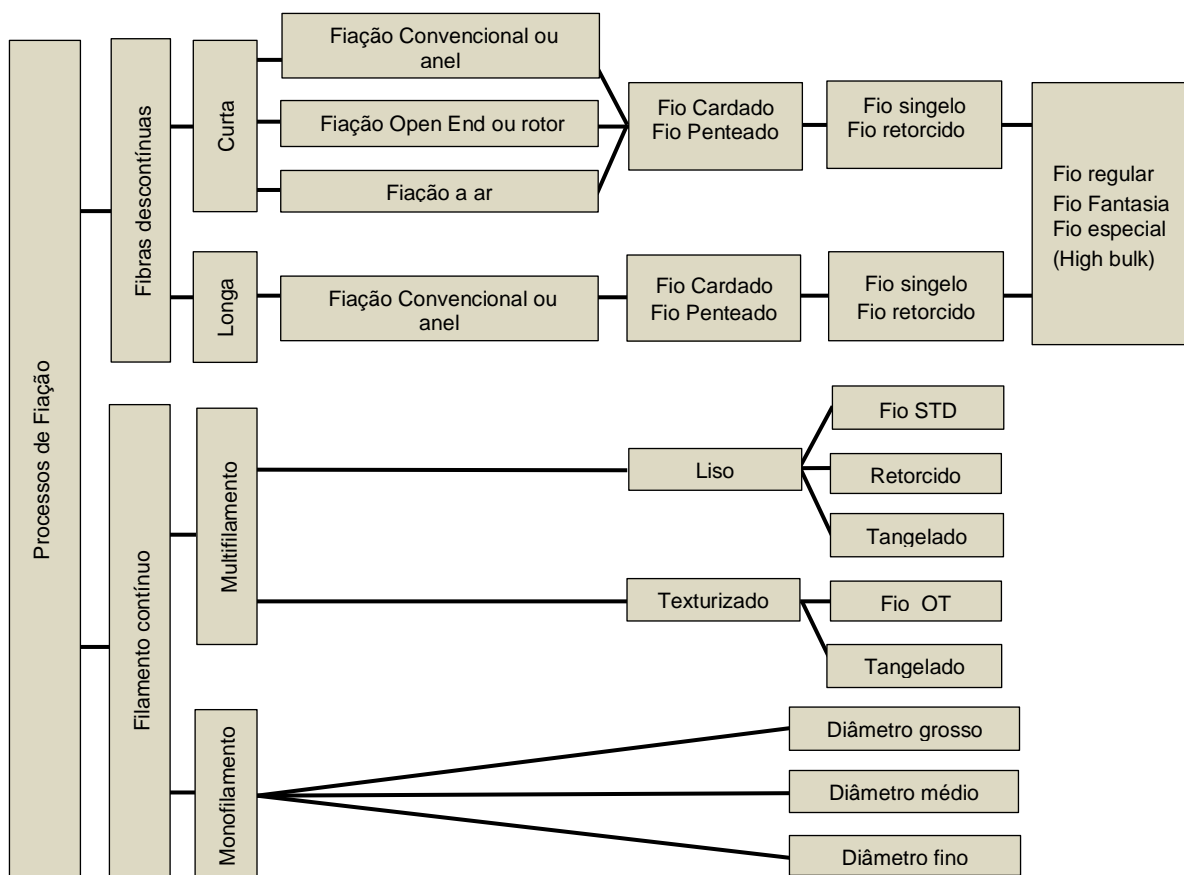 Processos de Fiação
Fibras descontínuas
Curta
Fiação Convencional ou
anel
Fiação Open End ou rotor
Fiação a ar
Fio Cardado
Fio Penteado
Fio singelo
Fio retorcido
Fio regular
Fio Fantasia
Fio especial
(High bulk)
Longa
Fiação Convencional ou
anel
Fio Cardado
Fio Penteado
Fio singelo
Fio retorcido
Filamento contínuo
Multifilamento
Liso
Fio STD
Retorcido
Tangelado
Texturizado
Fio OT
Tangelado
Monofilamento
Diâmetro grosso
Diâmetro médio
Diâmetro fino